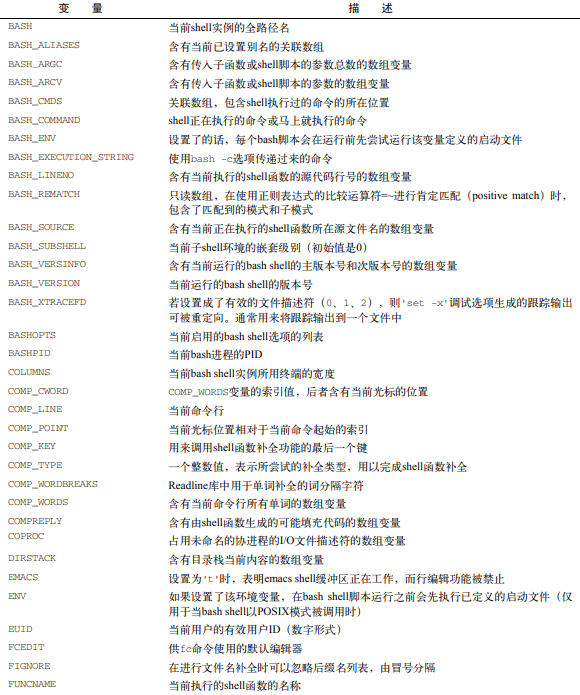 变 量 描 述
BASH 当前shell实例的全路径名
BASH_ALIASES 含有当前已设置别名的关联数组
BASH_ARGC 含有传入子函数或shell脚本的参数总数的数组变量
BASH_ARCV 含有传入子函数或shell脚本的参数的数组变量
BASH_CMDS 关联数组，包含shell执行过的命令的所在位置
BASH_COMMAND shell正在执行的命令或马上就执行的命令
BASH_ENV 设置了的话，每个bash脚本会在运行前先尝试运行该变量定义的启动文件
BASH_EXECUTION_STRING 使用bash -c选项传递过来的命令
BASH_LINENO 含有当前执行的shell函数的源代码行号的数组变量
BASH_REMATCH 只读数组，在使用正则表达式的比较运算符=~进行肯定匹配（positive match）时，
包含了匹配到的模式和子模式
BASH_SOURCE 含有当前正在执行的shell函数所在源文件名的数组变量
BASH_SUBSHELL 当前子shell环境的嵌套级别（初始值是0）
BASH_VERSINFO 含有当前运行的bash shell的主版本号和次版本号的数组变量
BASH_VERSION 当前运行的bash shell的版本号
BASH_XTRACEFD 若设置成了有效的文件描述符（0、1、2），则'set -x'调试选项生成的跟踪输出
可被重定向。通常用来将跟踪输出到一个文件中
BASHOPTS 当前启用的bash shell选项的列表
BASHPID 当前bash进程的PID
COLUMNS 当前bash shell实例所用终端的宽度
COMP_CWORD COMP_WORDS变量的索引值，后者含有当前光标的位置
COMP_LINE 当前命令行
COMP_POINT 当前光标位置相对于当前命令起始的索引
COMP_KEY 用来调用shell函数补全功能的最后一个键
COMP_TYPE 一个整数值，表示所尝试的补全类型，用以完成shell函数补全
COMP_WORDBREAKS Readline库中用于单词补全的词分隔字符
COMP_WORDS 含有当前命令行所有单词的数组变量
COMPREPLY 含有由shell函数生成的可能填充代码的数组变量
COPROC 占用未命名的协进程的I/O文件描述符的数组变量
DIRSTACK 含有目录栈当前内容的数组变量
EMACS 设置为't'时，表明emacs shell缓冲区正在工作，而行编辑功能被禁止
ENV 如果设置了该环境变量，在bash shell脚本运行之前会先执行已定义的启动文件（仅
用于当bash shell以POSIX模式被调用时）
EUID 当前用户的有效用户ID（数字形式）
FCEDIT 供fc命令使用的默认编辑器
FIGNORE 在进行文件名补全时可以忽略后缀名列表，由冒号分隔
FUNCNAME 当前执行的shell函数的名称